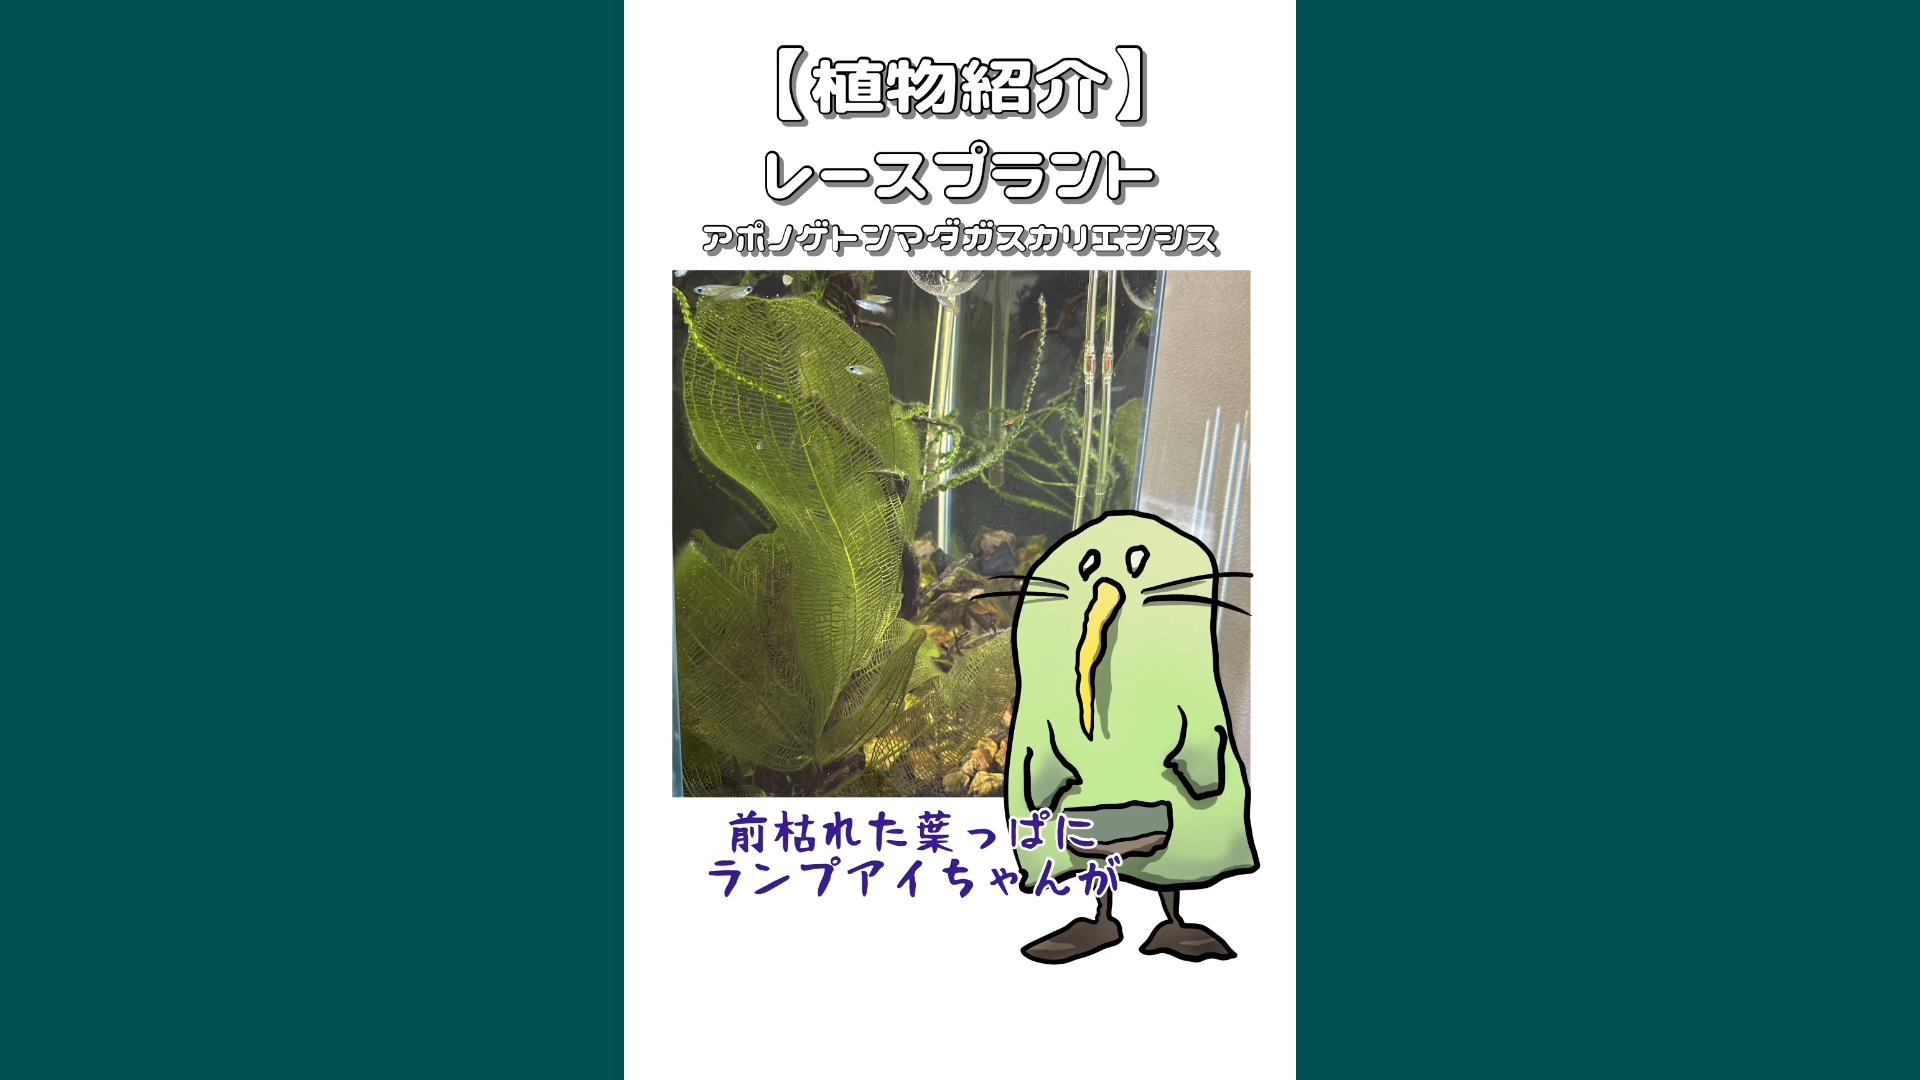 【植物紹介】
レースプラント
アポノゲトンマダガスカリエンシス
前枯れた葉っぱに
ランプアイちゃんが